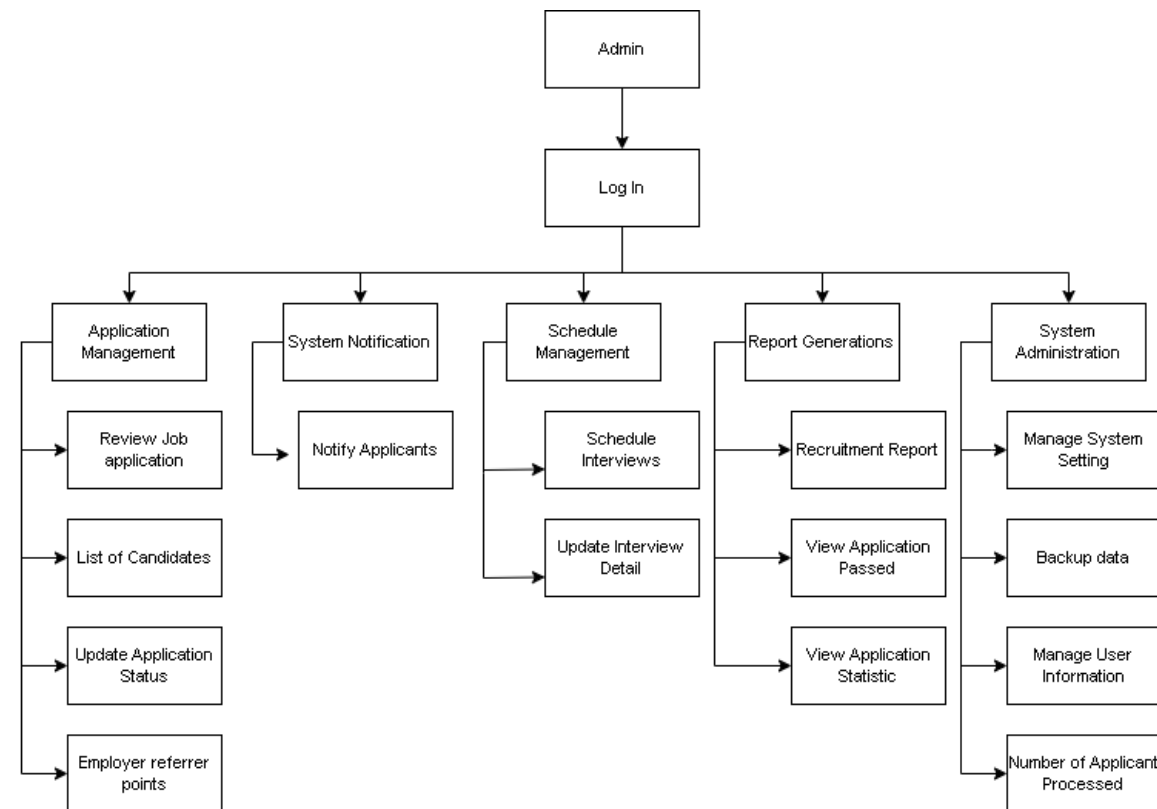 Admin
Log In
Application
Management
System Notification
Schedule
Management
Report Generations
System
Administration
Review Job
application
Notify Applicants
Schedule
Interviews
Recruitment Report
Manage System
Setting
List of Candidates
Update Interview
Detail
View Application
Passed
Backup data
Update Application
Status
View Application
Statistic
Manage User
Information
Employer referrer
points
Number of Applicant
Processed